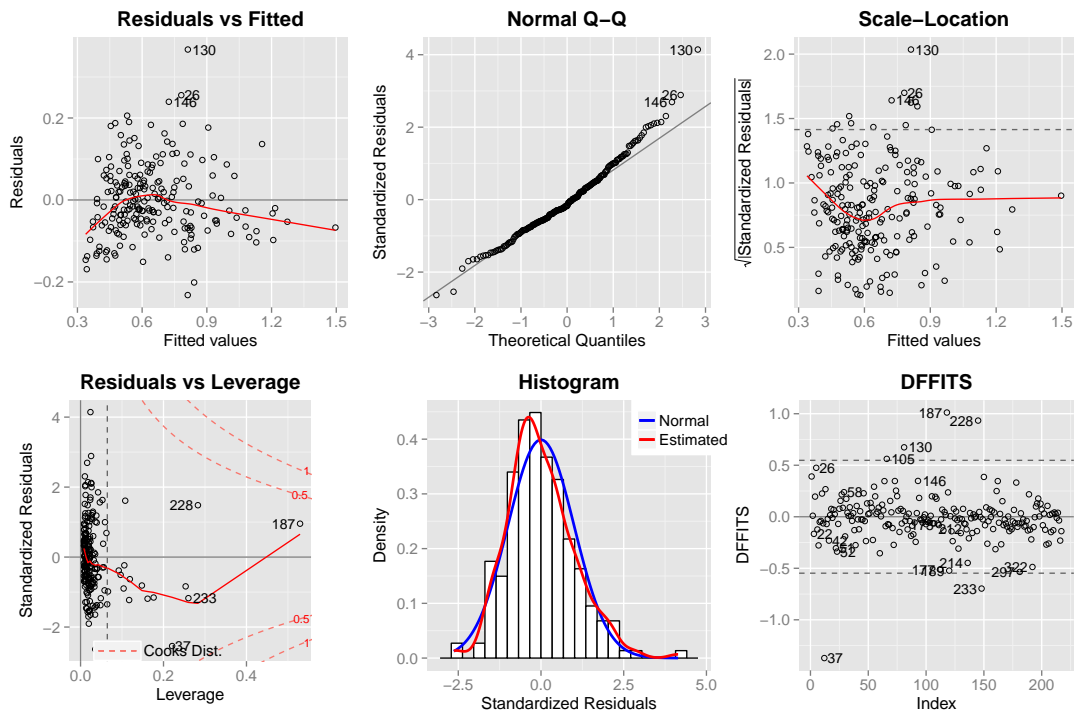 Residuals vs Fitted
Residuals
0.2
0.0
−0.2
130
26
146
0.3 0.6 0.9 1.2 1.5
Fitted values
Normal Q−Q
Standardized Residuals
4
2
0
−2
130
26
146
−3 −2 −1 0 1 2 3
Theoretical Quantiles
Scale−Location
√|Standardized Residuals|
2.0
1.5
1.0
0.5
130
26
146
0.3 0.6 0.9 1.2 1.5
Fitted values
Residuals vs Leverage
Standardized Residuals
4
2
0
−2
1
0.5
228
187
233
37
0.5
1
Cooks Dist.
0.0 0.2 0.4
Leverage
Histogram
Density
0.4
0.3
0.2
0.1
0.0
Normal
Estimated
−2.5 0.0 2.5 5.0
Standardized Residuals
DFFITS
DFFITS
1.0
0.5
0.0
−0.5
−1.0
187
228
130
105
26
146
58
22
42
52
214
322
189
297
233
37
0 50 100 150 200
Index